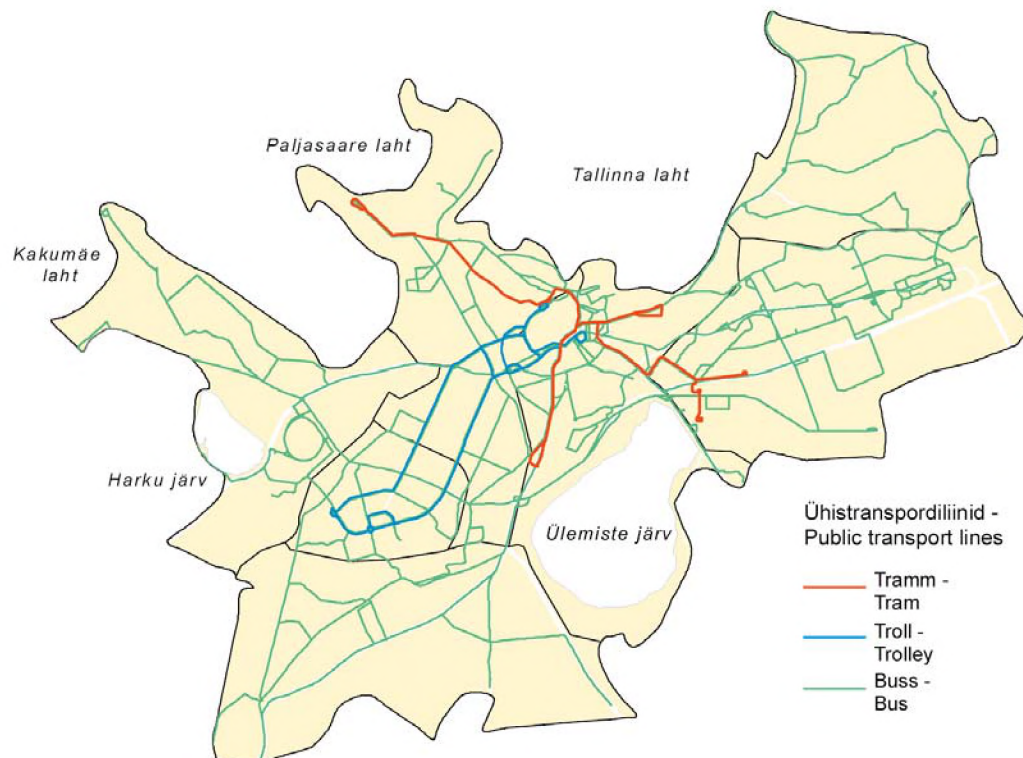 Paljasaare laht
Tallinna laht
Kakumäe
laht
Harku järv
Ülemiste järv
Ühistranspordiliinid -
Public transport lines
Tramm -
Tram
Troll -
Trolley
Buss -
Bus